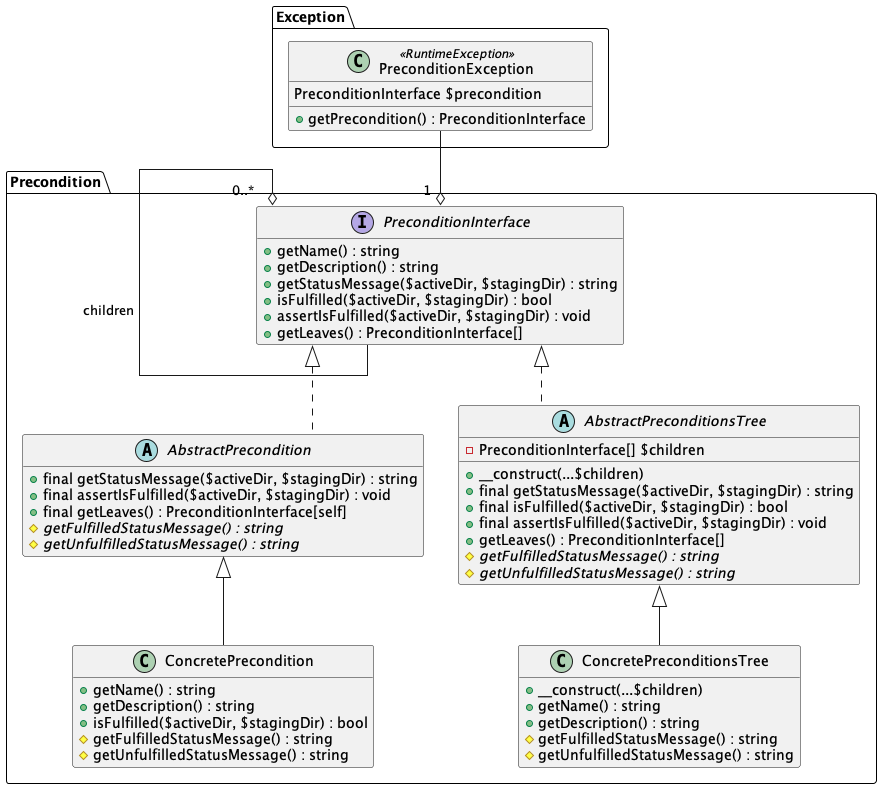 Exception
C
«RuntimeException»
PreconditionException
PreconditionInterface $precondition
getPrecondition() : PreconditionInterface
Precondition
0..*
1
I
PreconditionInterface
getName() : string
getDescription() : string
getStatusMessage($activeDir, $stagingDir) : string
isFulfilled($activeDir, $stagingDir) : bool
assertIsFulfilled($activeDir, $stagingDir) : void
getLeaves() : PreconditionInterface[]
children
A
AbstractPrecondition
final getStatusMessage($activeDir, $stagingDir) : string
final assertIsFulfilled($activeDir, $stagingDir) : void
final getLeaves() : PreconditionInterface[self]
getFulfilledStatusMessage() : string
getUnfulfilledStatusMessage() : string
A
AbstractPreconditionsTree
PreconditionInterface[] $children
__construct(...$children)
final getStatusMessage($activeDir, $stagingDir) : string
final isFulfilled($activeDir, $stagingDir) : bool
final assertIsFulfilled($activeDir, $stagingDir) : void
getLeaves() : PreconditionInterface[]
getFulfilledStatusMessage() : string
getUnfulfilledStatusMessage() : string
C
ConcretePrecondition
getName() : string
getDescription() : string
isFulfilled($activeDir, $stagingDir) : bool
getFulfilledStatusMessage() : string
getUnfulfilledStatusMessage() : string
C
ConcretePreconditionsTree
__construct(...$children)
getName() : string
getDescription() : string
getFulfilledStatusMessage() : string
getUnfulfilledStatusMessage() : string